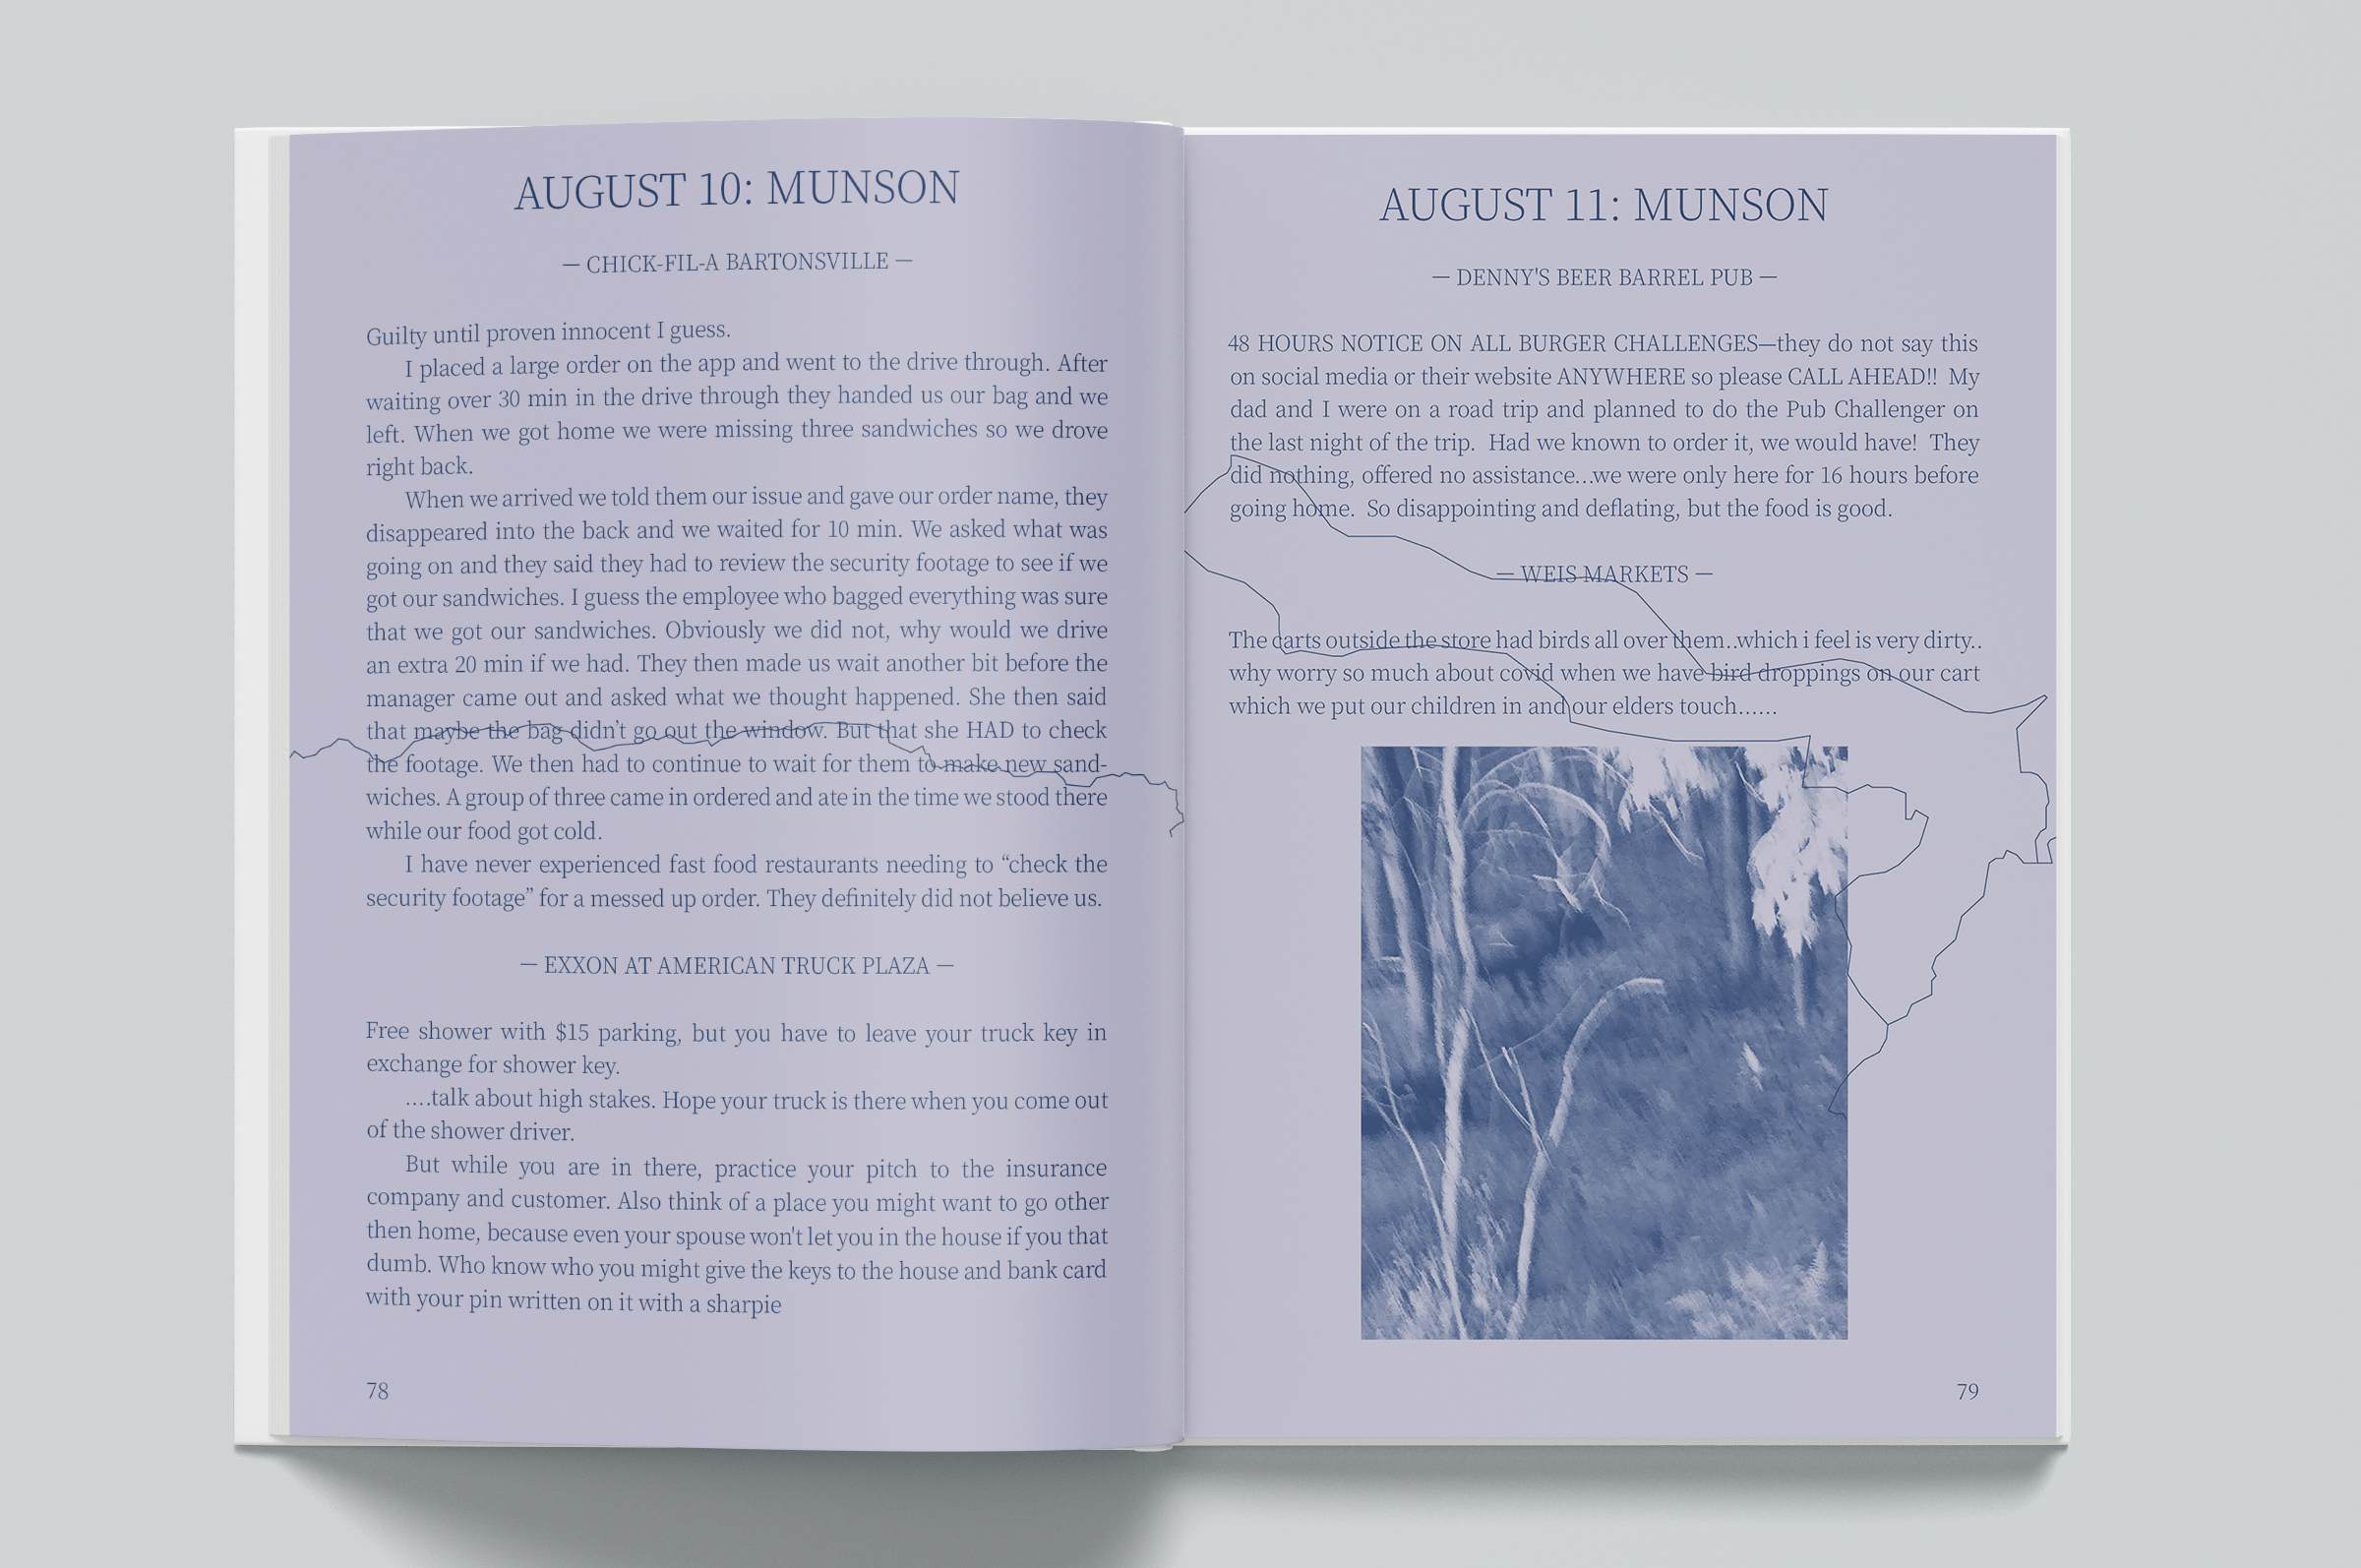 AUGUST 10: MUNSON
— CHICK-FIL-A BARTONSVILLE —
Guilty until proven innocent I guess.
I placed a large order on the app and went to the drive through. After
waiting over 30 min in the drive through they handed us our bag and we
left. When we got home we were missing three sandwiches so we drove
right back.
When we arrived we told them our issue and gave our order name, they
disappeared into the back and we waited for 10 min. We asked what was
going on and they said they had to review the security footage to see if we
got our sandwiches. I guess the employee who bagged everything was sure
that we got our sandwiches. Obviously we did not, why would we drive
an extra 20 min if we had. They then made us wait another bit before the
manager came out and asked what we thought happened. She then said
that maybe the bag didn’t go out the window. But that she HAD to check
the footage. We then had to continue to wait for them to make new sand-
wiches. A group of three came in ordered and ate in the time we stood there
while our food got cold.
I have never experienced fast food restaurants needing to “check the
security footage” for a messed up order. They definitely did not believe us.
— EXXON AT AMERICAN TRUCK PLAZA —
Free shower with $15 parking, but you have to leave your truck key in
exchange for shower key.
....talk about high stakes. Hope your truck is there when you come out
of the shower driver.
But while you are in there, practice your pitch to the insurance
company and customer. Also think of a place you might want to go other
then home, because even your spouse won't let you in the house if you that
dumb. Who know who you might give the keys to the house and bank card
with your pin written on it with a sharpie
78
AUGUST 11: MUNSON
— DENNY'S BEER BARREL PUB —
48 HOURS NOTICE ON ALL BURGER CHALLENGES—they do not say this
on social media or their website ANYWHERE so please CALL AHEAD!! My
dad and I were on a road trip and planned to do the Pub Challenger on
the last night of the trip. Had we known to order it, we would have! They
did nothing, offered no assistance...we were only here for 16 hours before
going home. So disappointing and deflating, but the food is good.
— WEIS MARKETS —
The carts outside the store had birds all over them..which i feel is very dirty..
why worry so much about covid when we have bird droppings on our cart
which we put our children in and our elders touch......
79